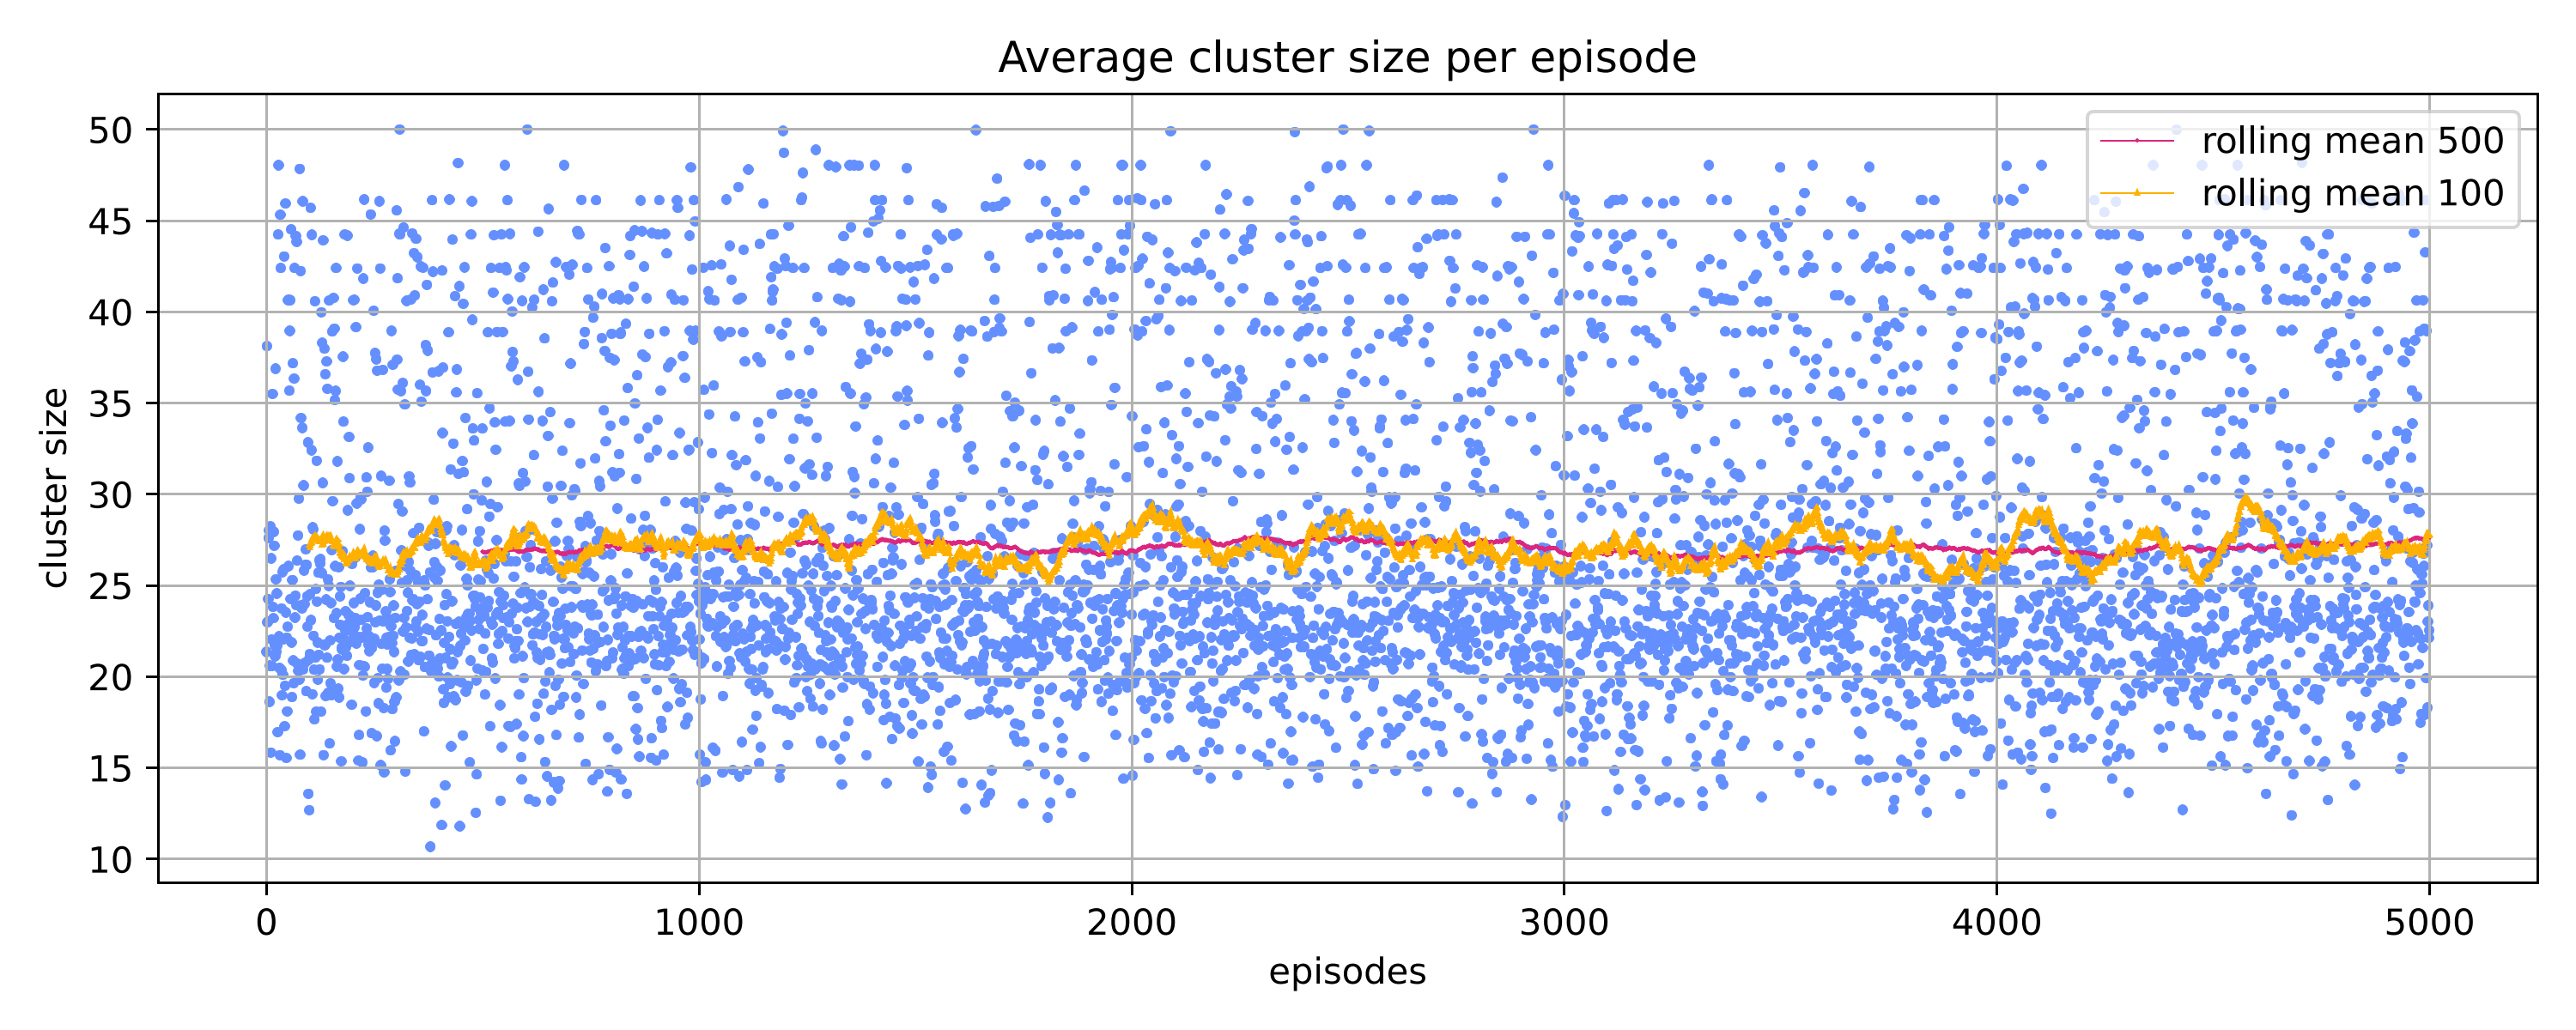 Average cluster size per episode
rolling mean 500
rolling mean 100
cluster size
50
45
40
35
30
25
20
15
10
0 1000 2000 3000 4000 5000
episodes